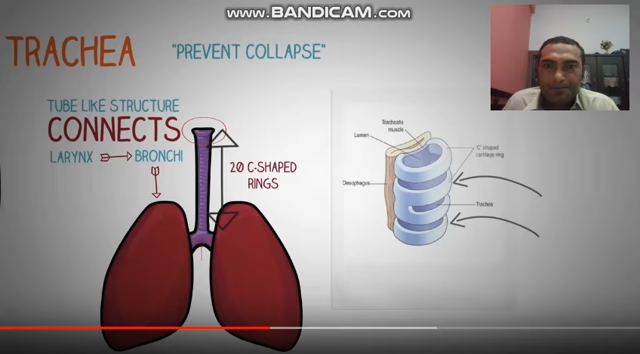 www.BANDICAM.com
TRACHEA
"PREVENT COLLAPSE"
TUBE LIKE STRUCTURE
CONNECTS
LARYNX
BRONCHI
20 C-SHAPED
RINGS
Trachealis
muscle
Lumen
'C' shaped
cartilage ring
Oesophagus
Trachea